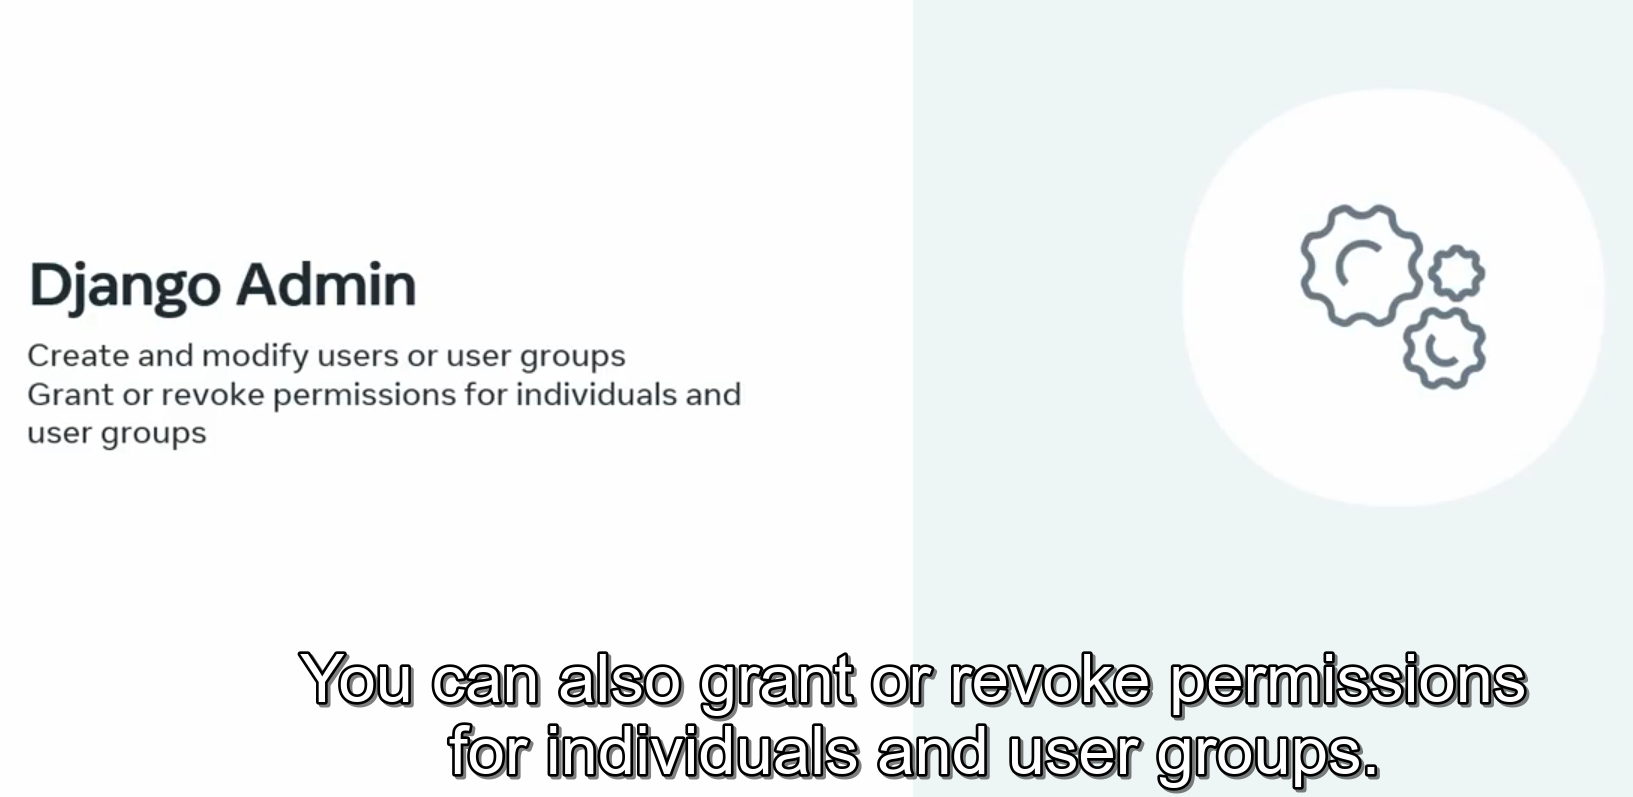 Django Admin
Create and modify users or user groups
Grant or revoke permissions for individuals and
user groups
You can also grant or revoke permissions
for individuals and user groups.